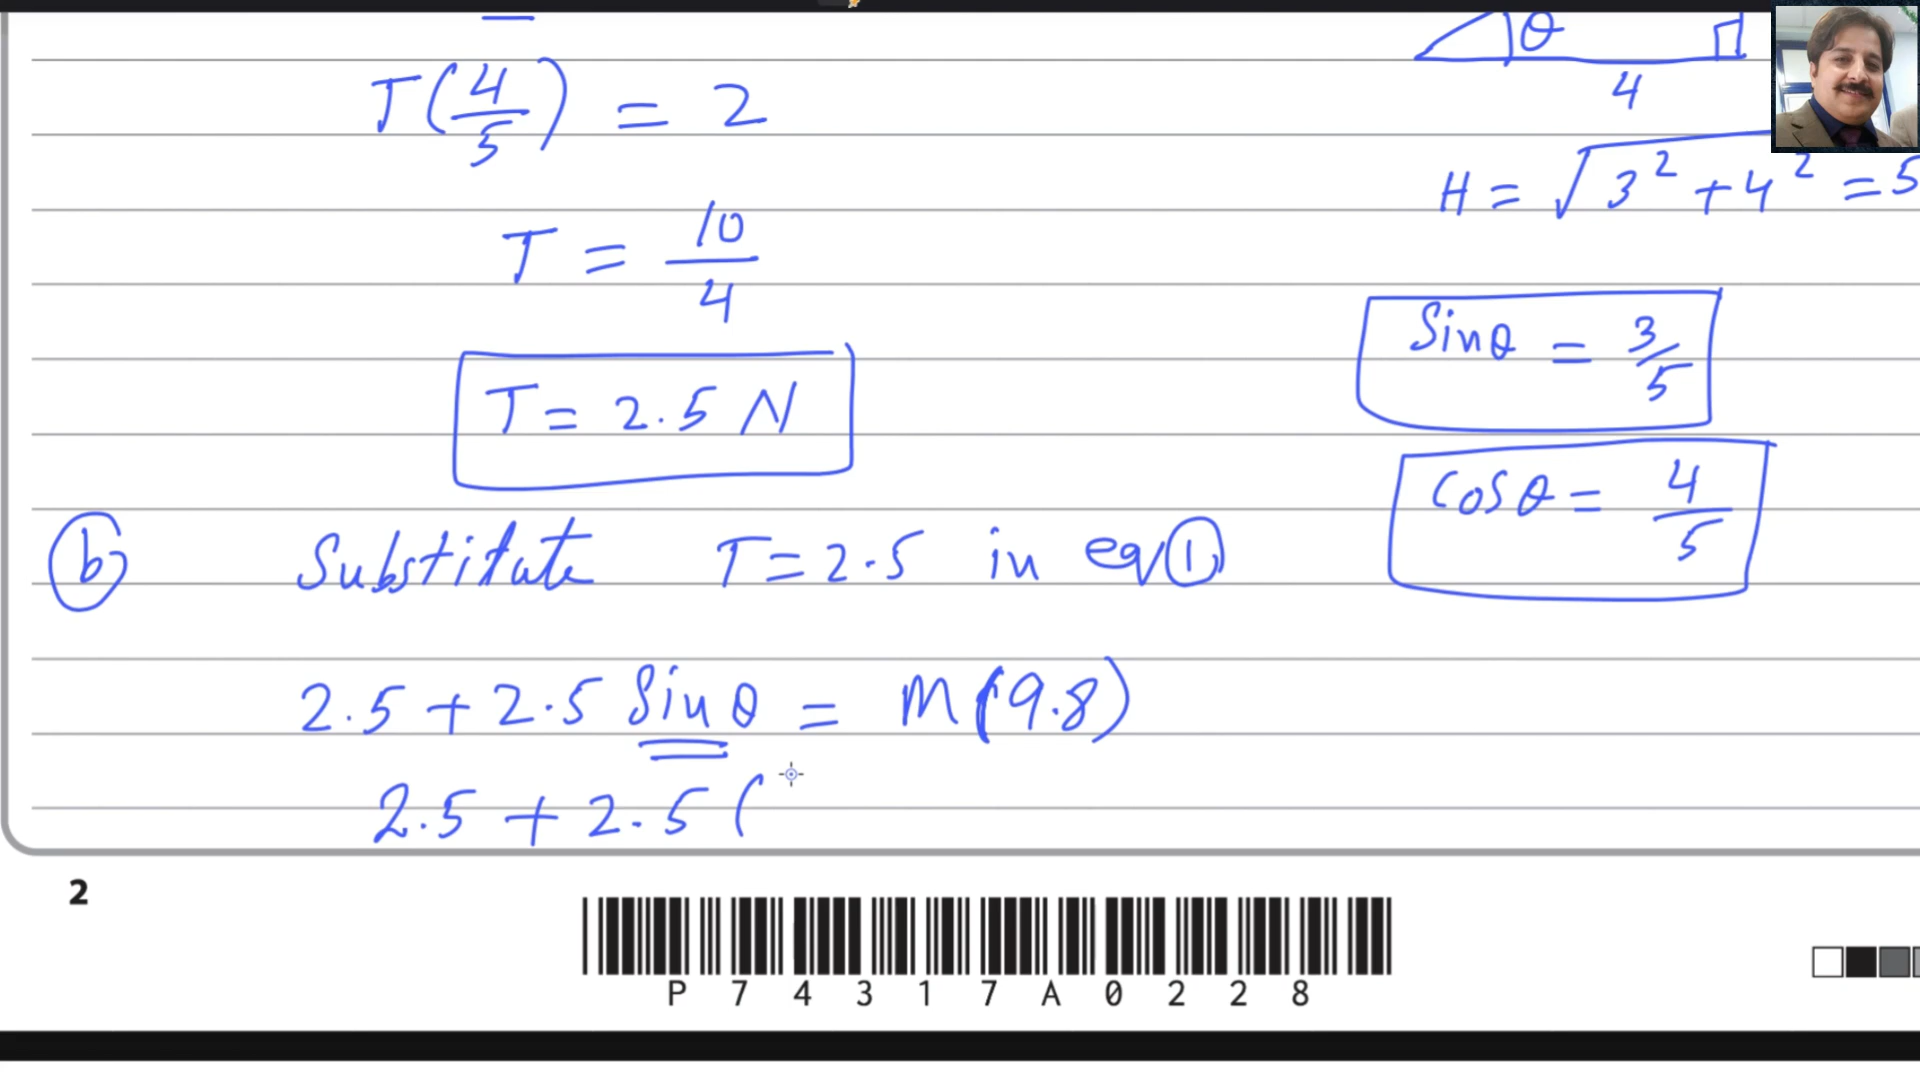 θ
4
T(4/5) = 2
H = √3² + 4² = 5
T = 10/4
Sinθ = 3/5
T = 2.5 N
Cosθ = 4/5
(b) Substitute T = 2.5 in eq ①
2.5 + 2.5 Sinθ = M(9.8)
2.5 + 2.5 (
2
P 7 4 3 1 7 A 0 2 2 8